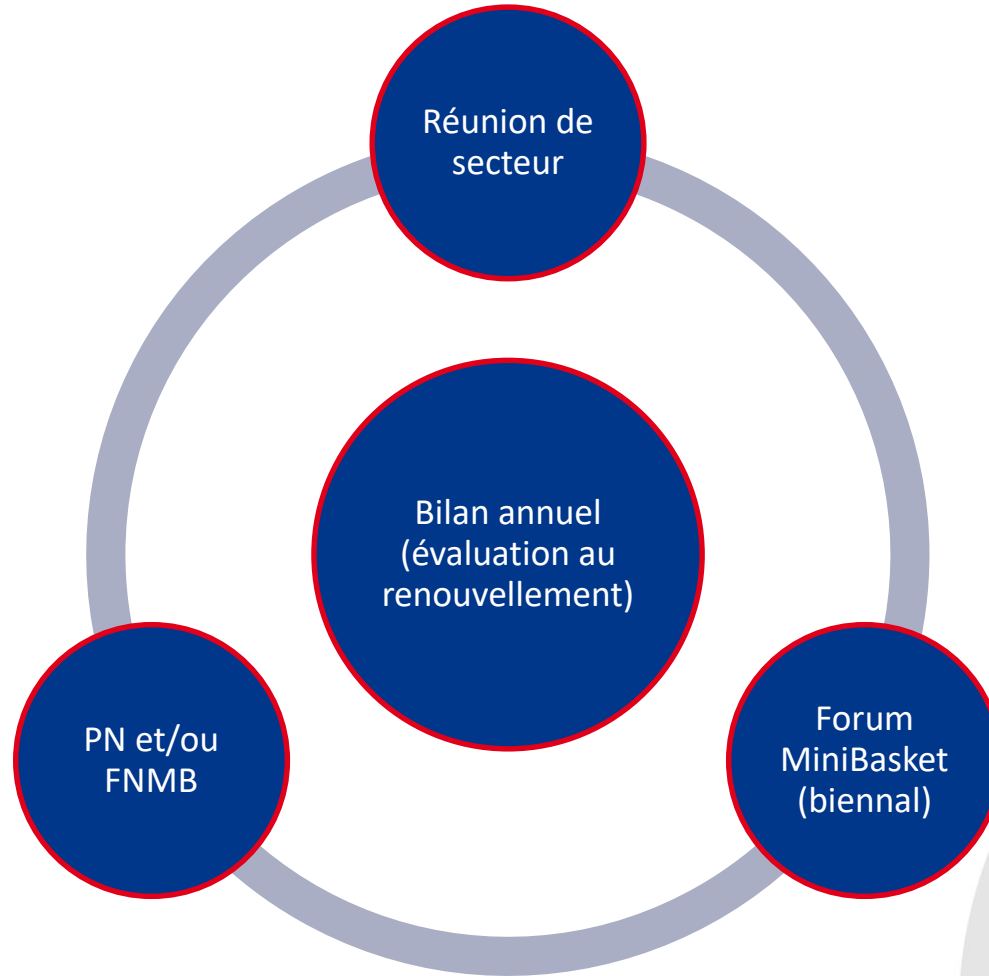 Réunion de
secteur
Bilan annuel
(évaluation au
renouvellement)
PN et/ou
FNMB
Forum
MiniBasket
(biennal)